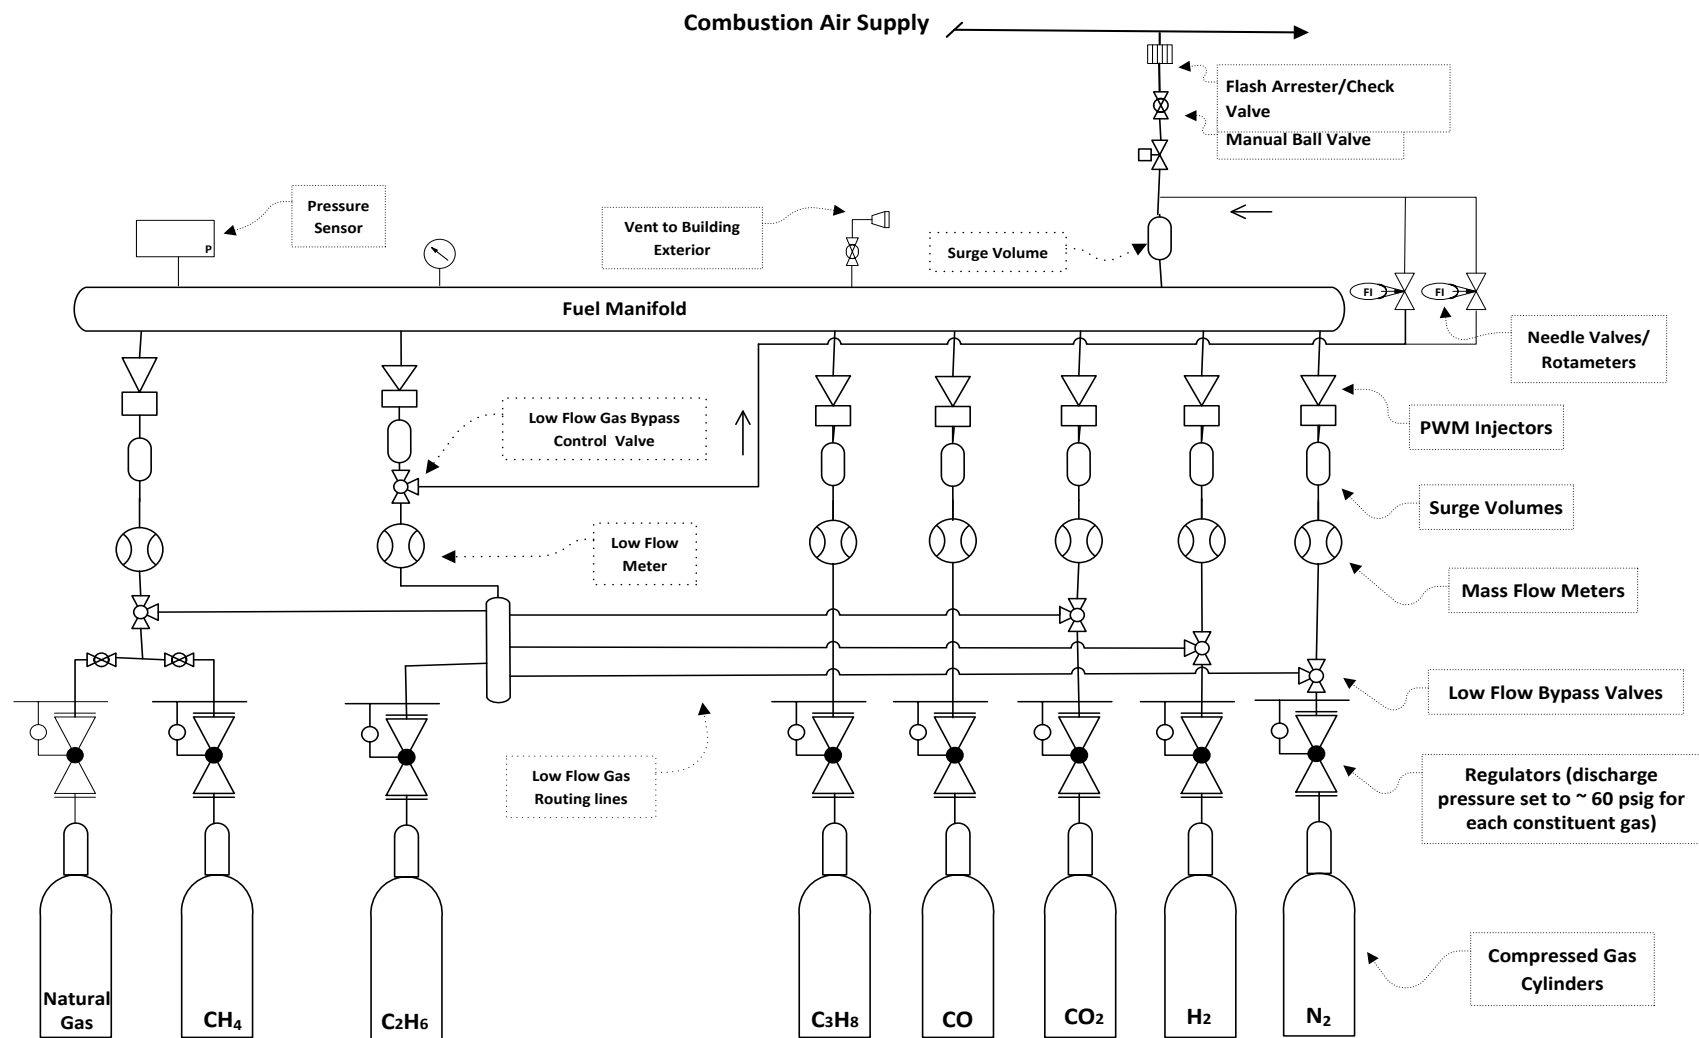 Combustion Air Supply
Flash Arrester/Check
Valve
Manual Ball Valve
Pressure
Sensor
P
Vent to Building
Exterior
Surge Volume
Fuel Manifold
FI
FI
Needle Valves/
Rotameters
Low Flow Gas Bypass
Control Valve
PWM Injectors
Surge Volumes
Low Flow
Meter
Mass Flow Meters
Low Flow Bypass Valves
Low Flow Gas
Routing lines
Regulators (discharge
pressure set to ~ 60 psig for
each constituent gas)
Compressed Gas
Cylinders
Natural
Gas
CH4
C2H6
C3H8
CO
CO2
H2
N2